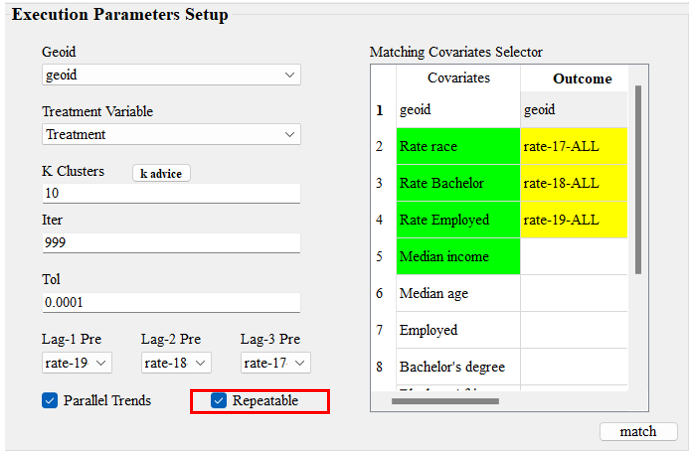 Execution Parameters Setup
Geoid
geoid
Treatment Variable
Treatment
K Clusters k advice
10
Iter
999
Tol
0.0001
Lag-1 Pre Lag-2 Pre Lag-3 Pre
rate-19 rate-18 rate-17
Parallel Trends Repeatable
Matching Covariates Selector
Covariates Outcome
1 geoid geoid
2 Rate race rate-17-ALL
3 Rate Bachelor rate-18-ALL
4 Rate Employed rate-19-ALL
5 Median income
6 Median age
7 Employed
8 Bachelor's degree
match